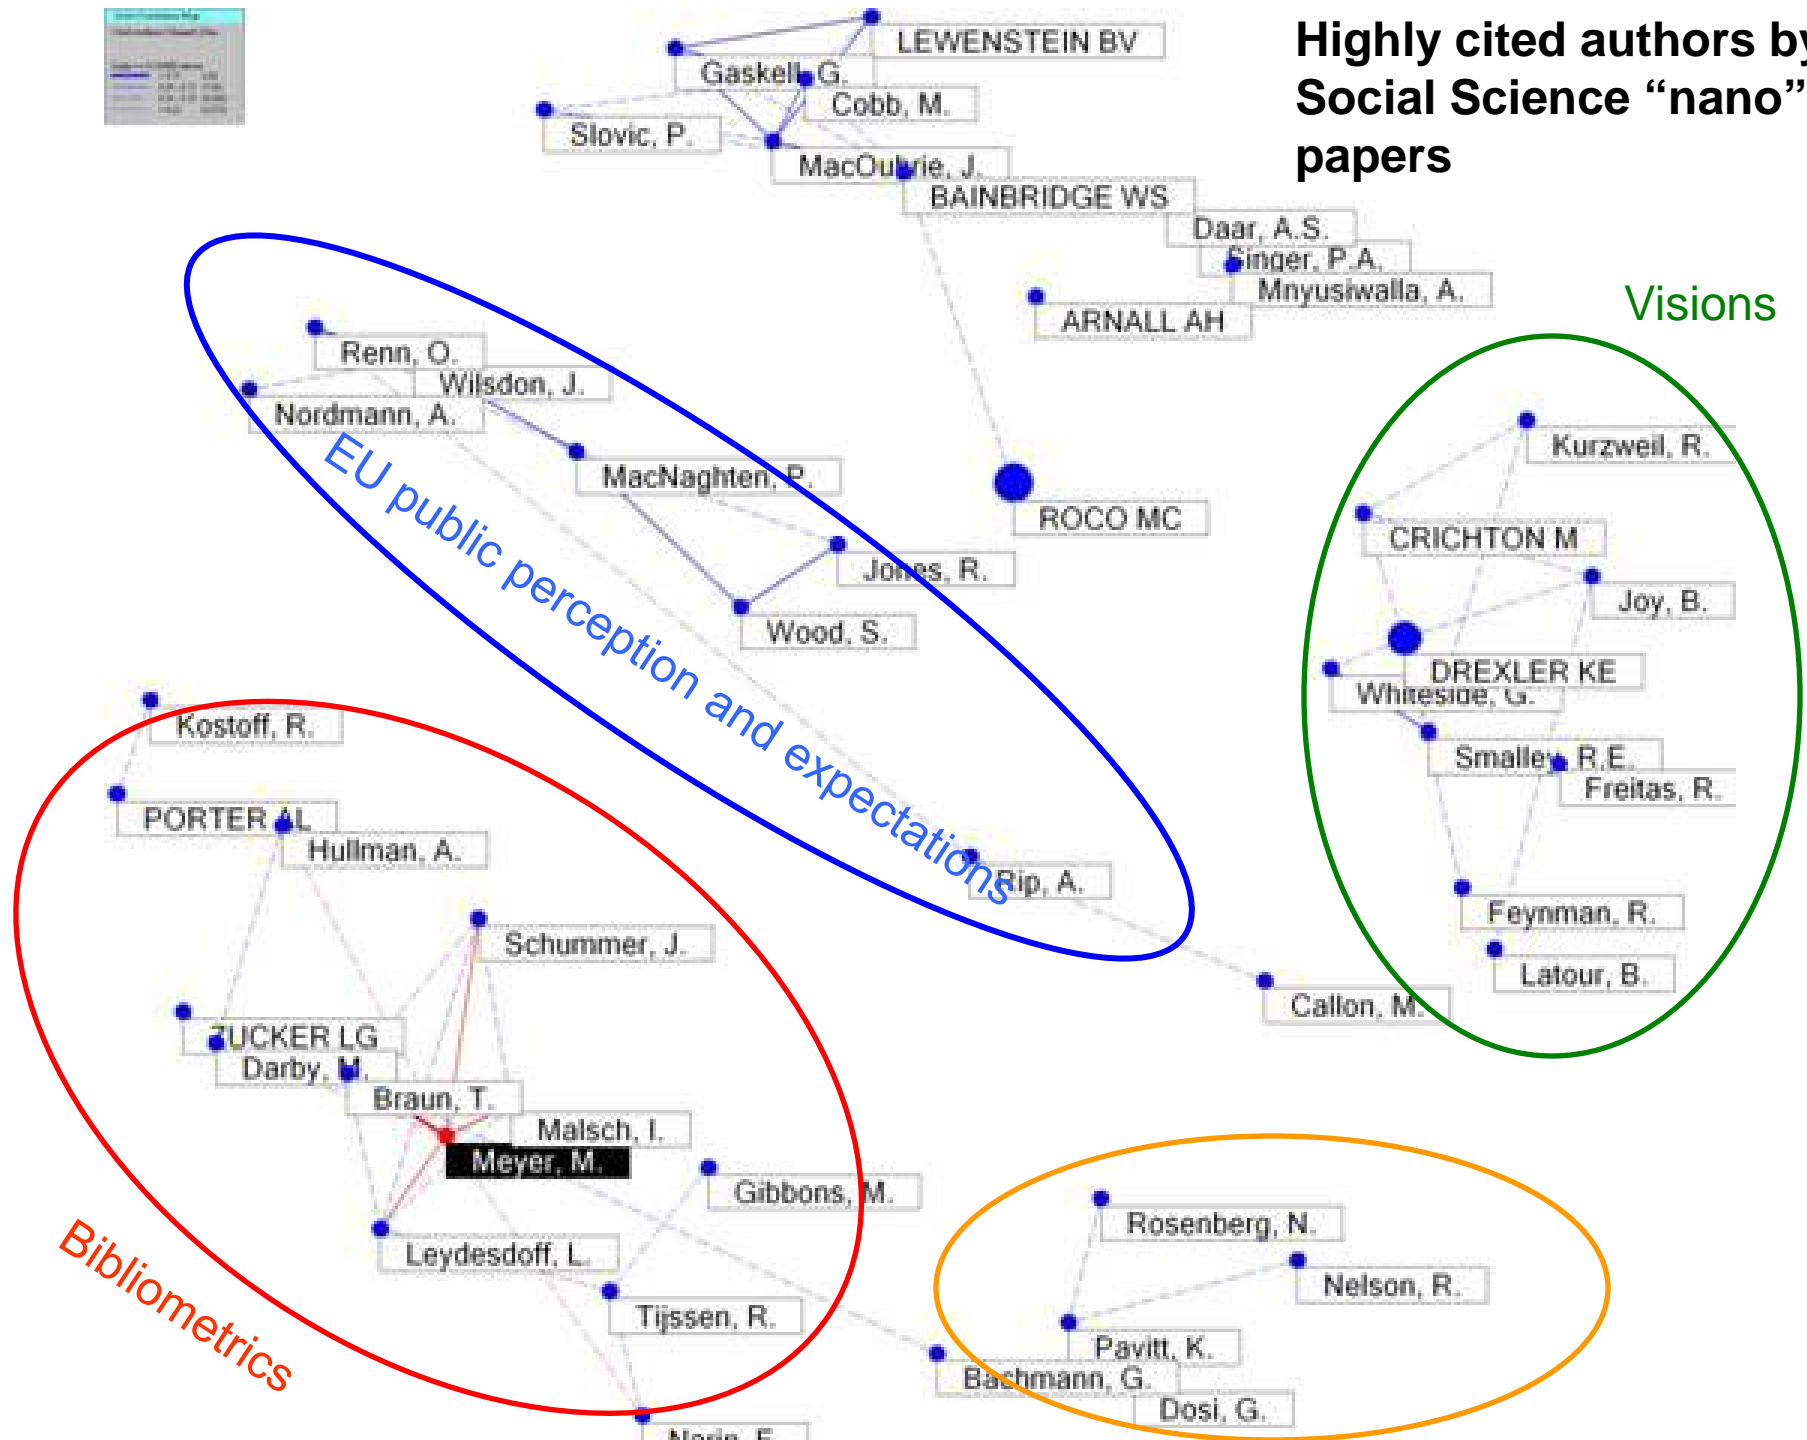 Highly cited authors by
Social Science “nano”
papers
LEWENSTEIN BV
Gaskell, G.
Cobb, M.
Slovic, P.
MacOubrie, J.
BAINBRIDGE WS
Daar, A.S.
Singer, P.A.
Mnyusiwalla, A.
ARNALL AH
Visions
Renn, O.
Wilsdon, J.
Nordmann, A.
EU public perception and expectations
MacNaghten, P.
ROCO MC
Jones, R.
Wood, S.
Kurzweil, R.
CRICHTON M
Joy, B.
DREXLER KE
Whiteside, G.
Smalley, R.E.
Freitas, R.
Feynman, R.
Latour, B.
Kostoff, R.
PORTER AL
Hullman, A.
Rip, A.
Schummer, J.
Callon, M.
ZUCKER LG
Darby, M.
Braun, T.
Malsch, I.
Meyer, M.
Gibbons, M.
Leydesdoff, L.
Bibliometrics
Tijssen, R.
Rosenberg, N.
Nelson, R.
Pavitt, K.
Bachmann, G.
Dosi, G.
Narin, F.